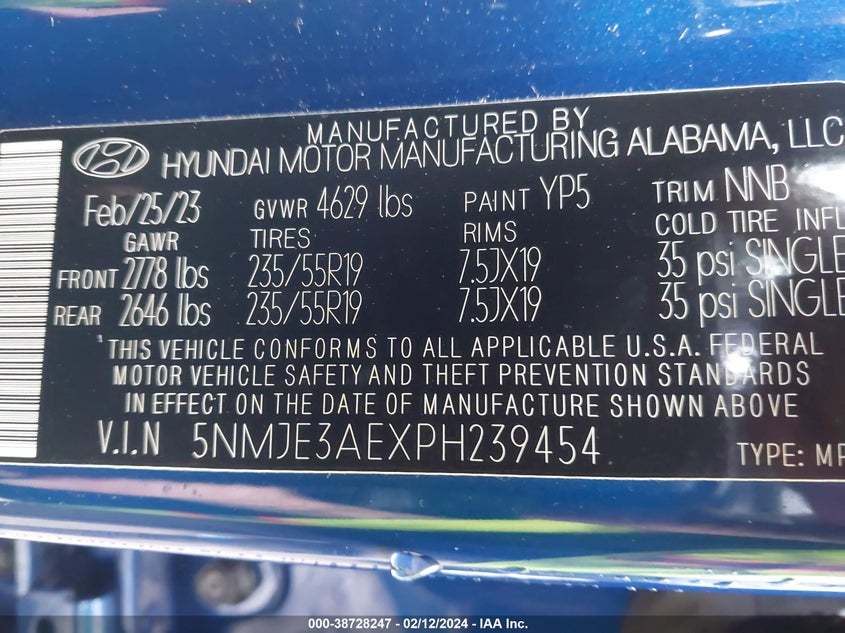 MANUFACTURED BY
HYUNDAI MOTOR MANUFACTURING ALABAMA, LLC
Feb/25/23 GVWR 4629 lbs PAINT YP5 TRIM NNB
GAWR TIRES RIMS COLD TIRE INFL
FRONT 2778 lbs 235/55R19 7.5JX19 35 psi SINGLE
REAR 2646 lbs 235/55R19 7.5JX19 35 psi SINGLE
THIS VEHICLE CONFORMS TO ALL APPLICABLE U.S.A. FEDERAL
MOTOR VEHICLE SAFETY AND THEFT PREVENTION STANDARDS
IN EFFECT ON THE DATE OF MANUFACTURE SHOWN ABOVE
V.I.N 5NMJE3AEXPH239454 TYPE: MP
000-38728247 - 02/12/2024 - IAA Inc.